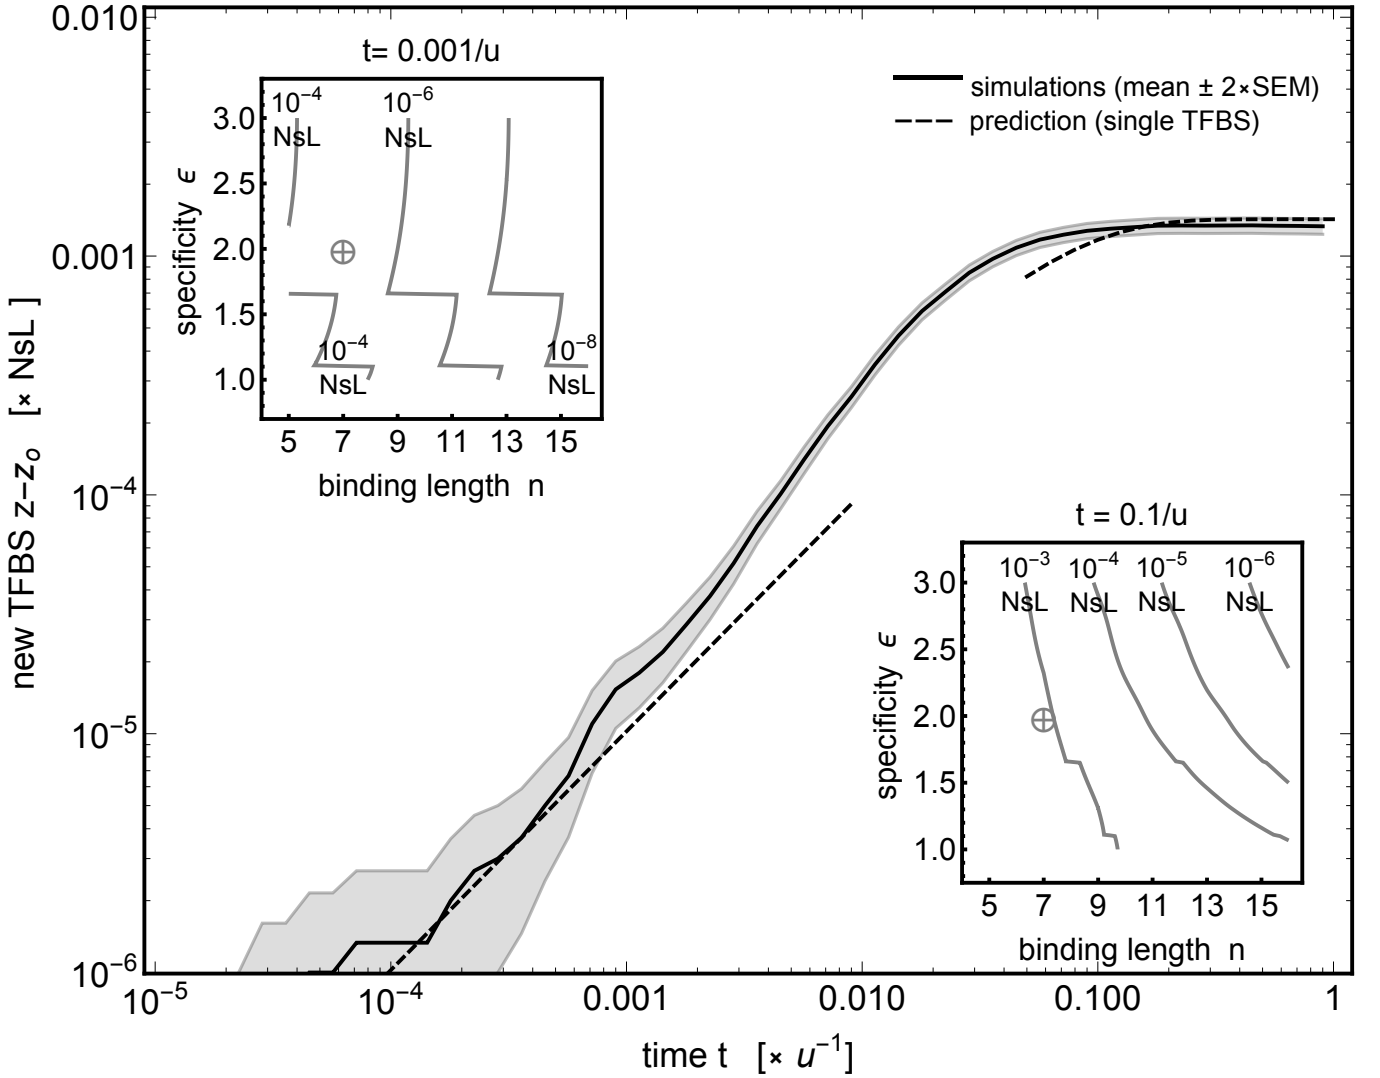 0.010
0.001
10⁻⁴
10⁻⁵
10⁻⁶
new TFBS z−zₒ [× NsL ]
10⁻⁵
10⁻⁴
0.001
0.010
0.100
1
time t [× u⁻¹]
simulations (mean ± 2×SEM)
prediction (single TFBS)
t= 0.001/u
10⁻⁴
NsL
10⁻⁶
NsL
10⁻⁴
NsL
10⁻⁸
NsL
3.0
2.5
2.0
1.5
1.0
specificity ϵ
5 7 9 11 13 15
binding length n
t = 0.1/u
10⁻³
NsL
10⁻⁴
NsL
10⁻⁵
NsL
10⁻⁶
NsL
3.0
2.5
2.0
1.5
1.0
specificity ϵ
5 7 9 11 13 15
binding length n